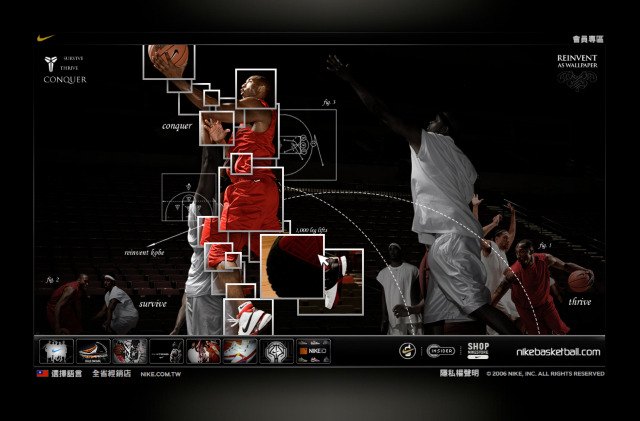 會員專區
SURVIVE
THRIVE
CONQUER
REINVENT
AS WALLPAPER
fig. 3
conquer
1,000 leg lifts
reinvent kobe
fig. 1
fig. 2
survive
thrive
INSIDER
SHOP
NIKESTORE
nikebasketball.com
選擇語言
全省經銷店
NIKE.COM.TW
隱私權聲明
© 2006 NIKE, INC. ALL RIGHTS RESERVED